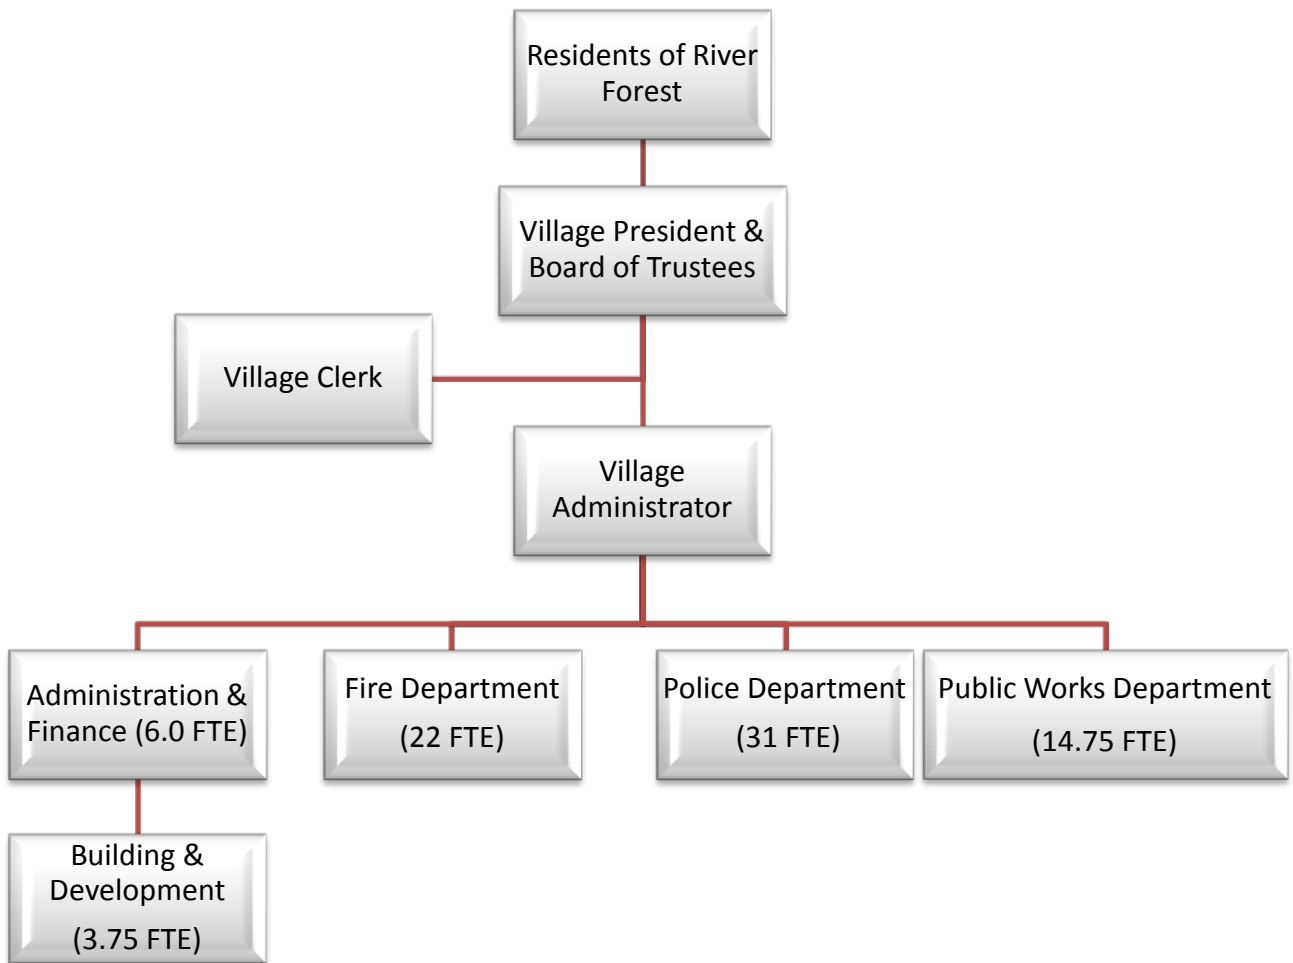 Residents of River
Forest
Village President &
Board of Trustees
Village Clerk
Village
Administrator
Administration &
Finance (6.0 FTE)
Fire Department
(22 FTE)
Police Department
(31 FTE)
Public Works Department
(14.75 FTE)
Building &
Development
(3.75 FTE)